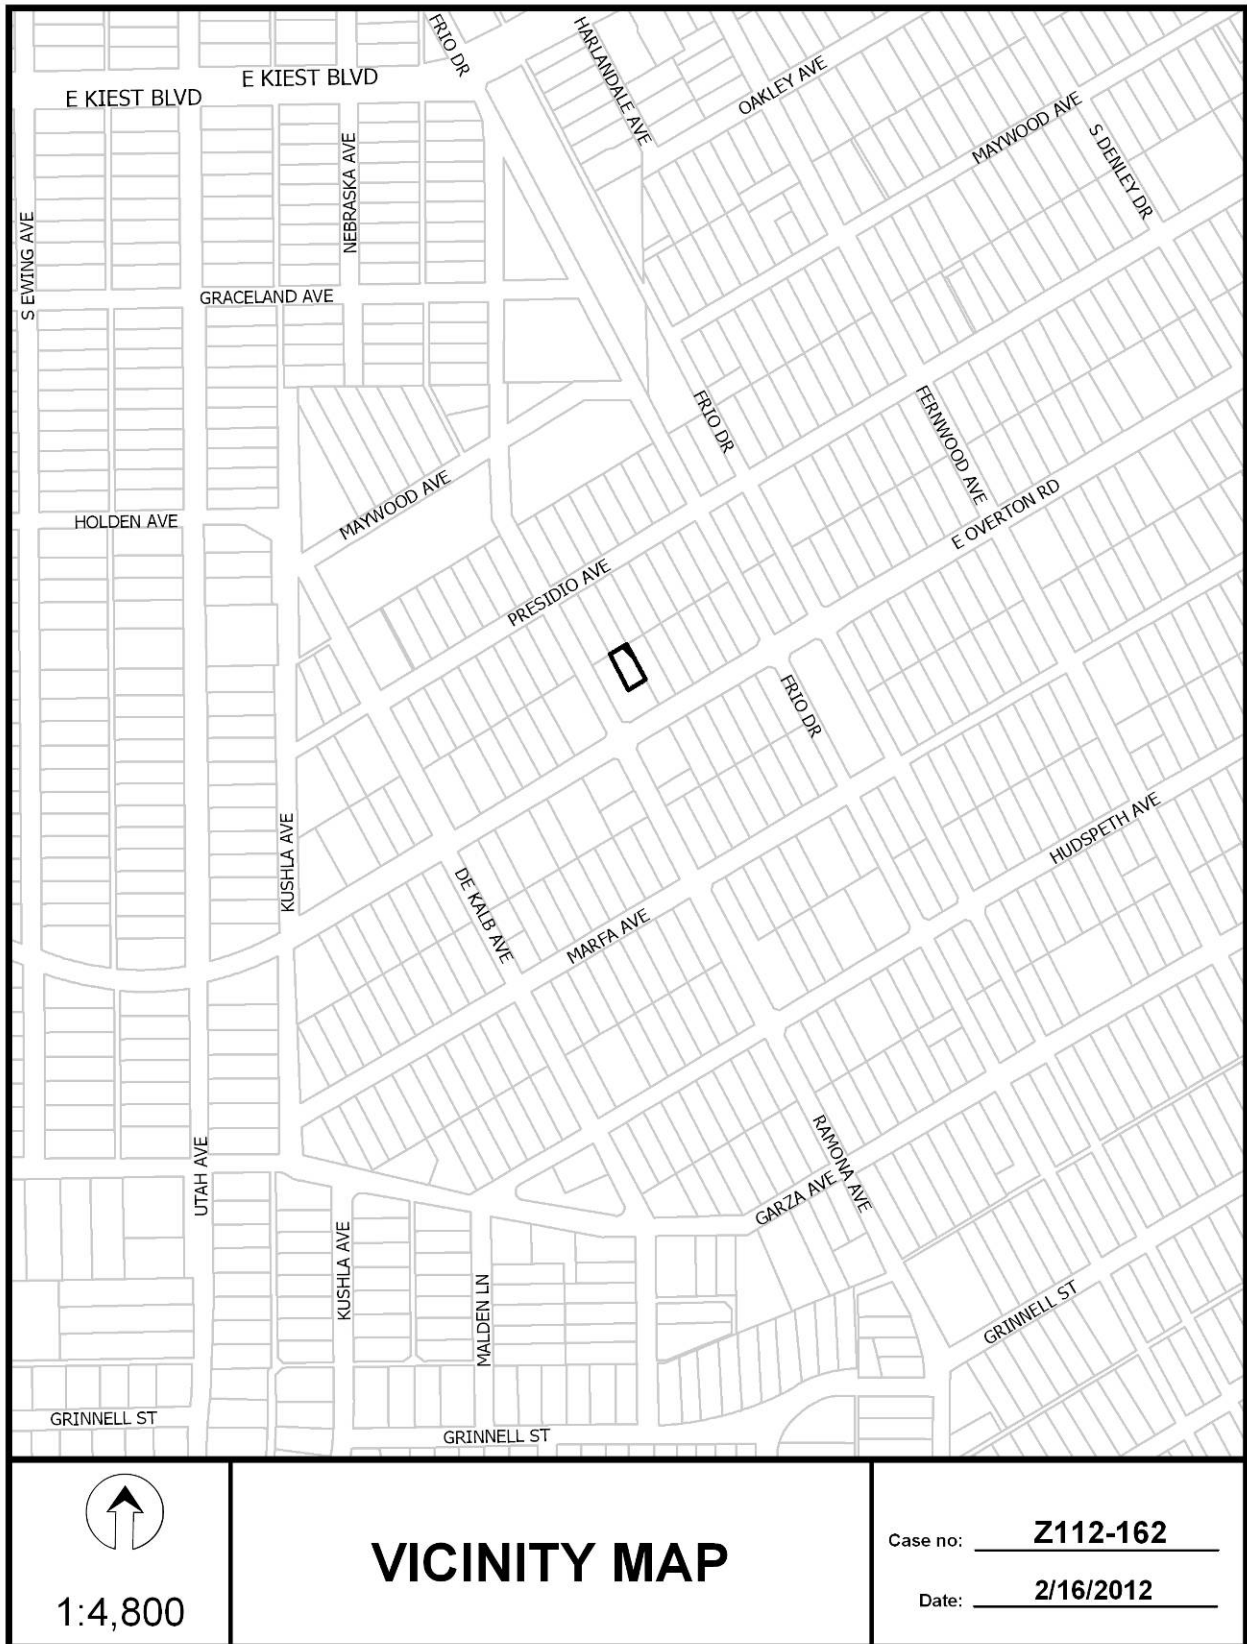 FRIO DR
HARLANDALE AVE
OAKLEY AVE
E KIEST BLVD
E KIEST BLVD
MAYWOOD AVE
S DENLEY DR
NEBRASKA AVE
S EWING AVE
GRACELAND AVE
FRIO DR
FERNWOOD AVE
MAYWOOD AVE
E OVERTON RD
HOLDEN AVE
PRESIDIO AVE
FRIO DR
KUSHLA AVE
HUDSPETH AVE
DE KALB AVE
MARFA AVE
UTAH AVE
RAMONA AVE
GARZA AVE
KUSHLA AVE
MALDEN LN
GRINNELL ST
GRINNELL ST
GRINNELL ST
1:4,800
VICINITY MAP
Case no: Z112-162
Date: 2/16/2012